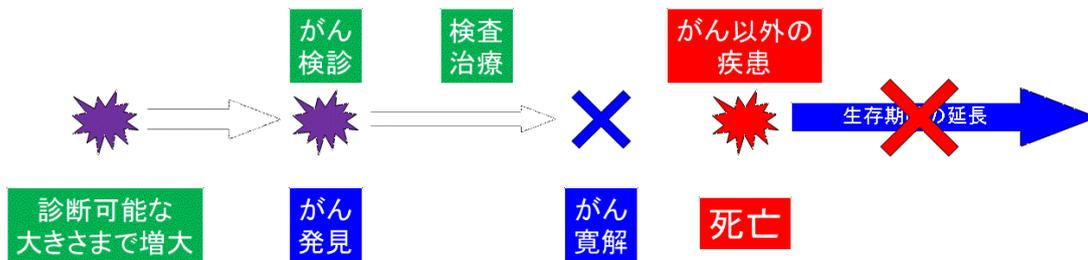 がん
検診
検査
治療
がん以外の
疾患
生存期 の延長
診断可能な
大きさまで増大
がん
発見
がん
寛解
死亡